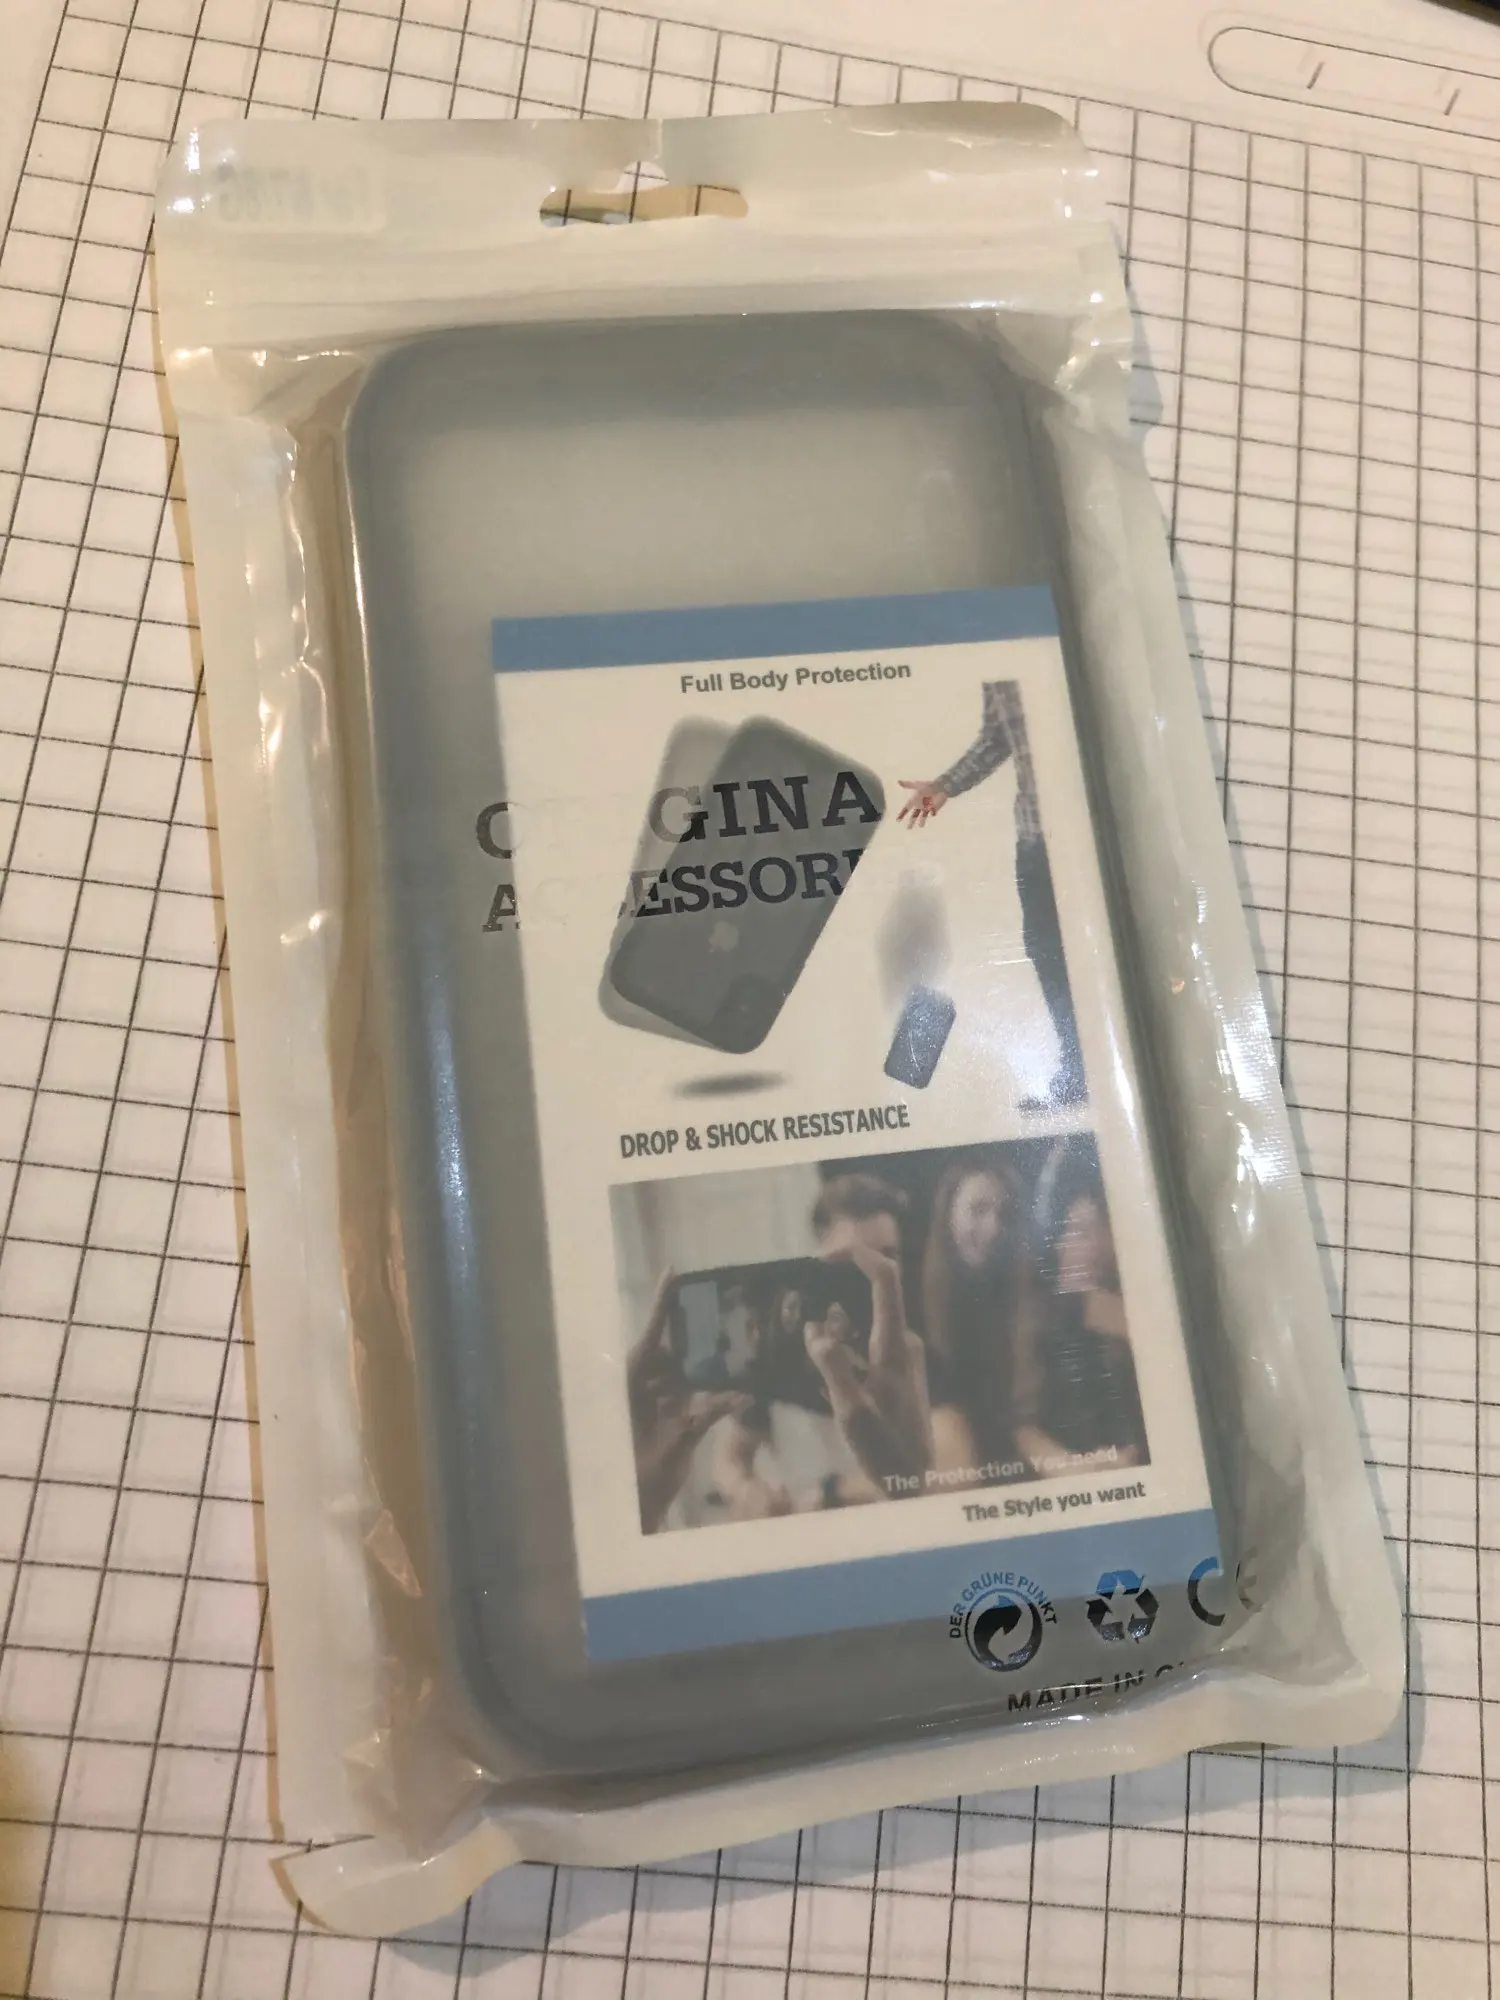 Full Body Protection
GINA
ESSOR
DROP & SHOCK RESISTANCE
The Protection You need
The Style you want
DER GRÜNE PUNKT
CE
MADE IN